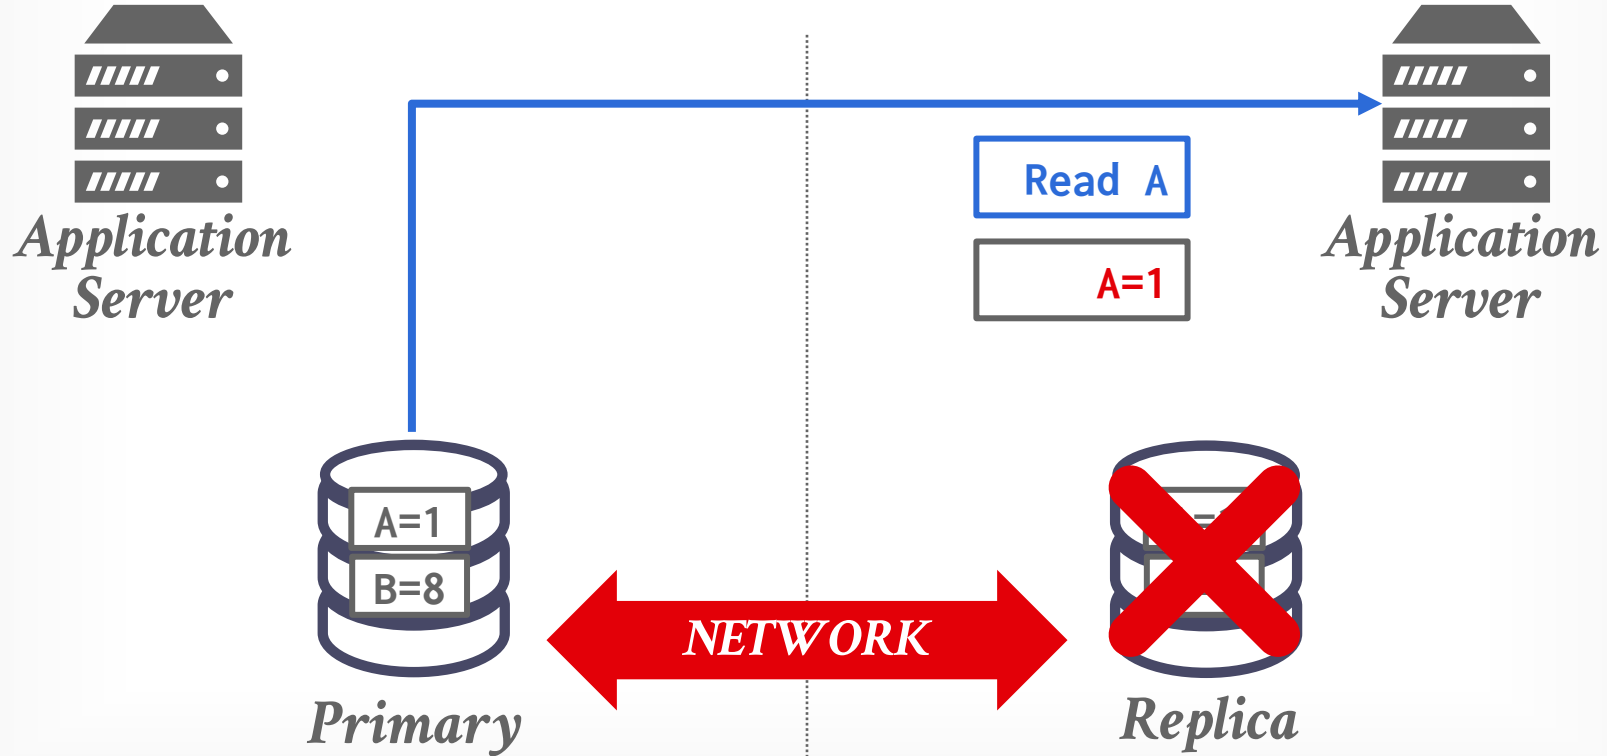 Application
Server
Application
Server
Read A
A=1
A=1
B=8
NETWORK
Primary
Replica